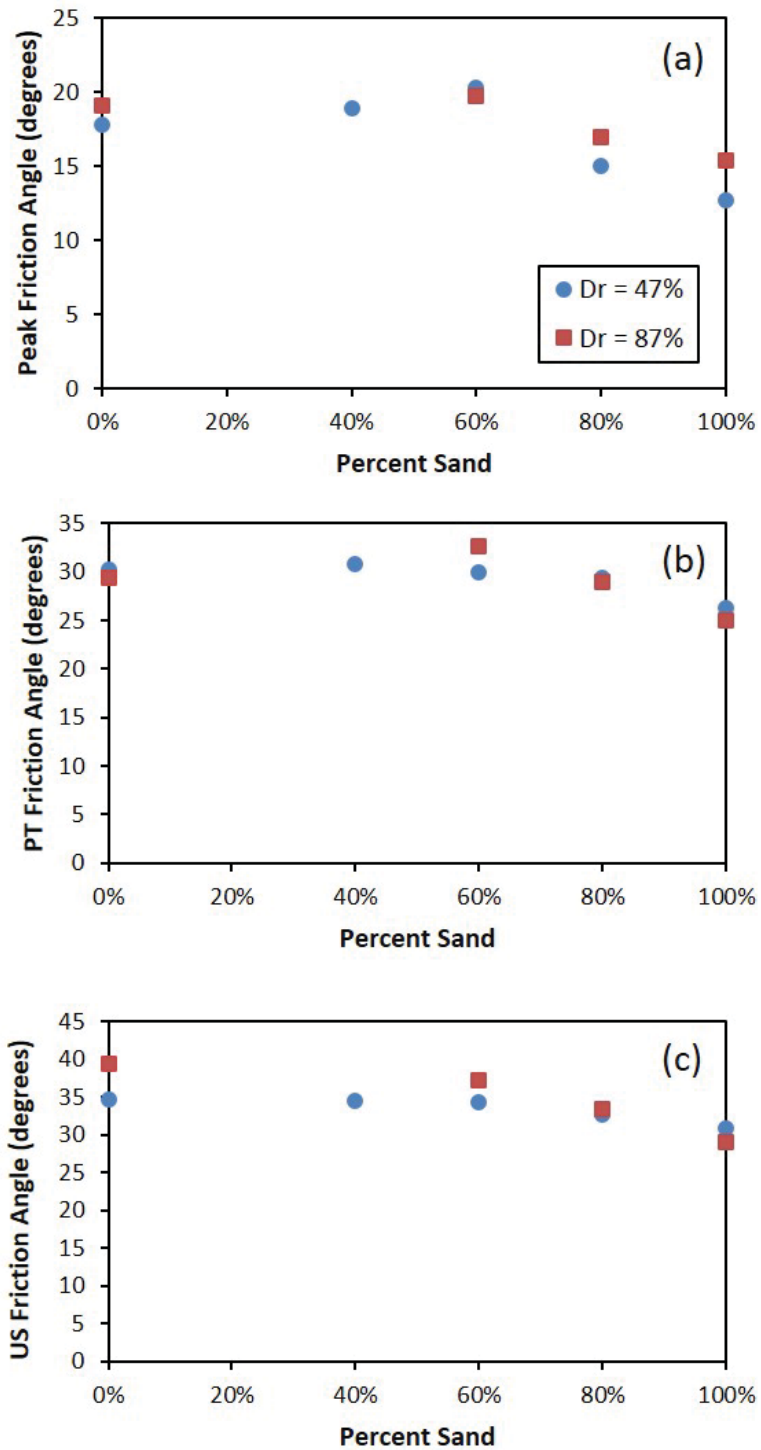 25
(a)
20
15
10
5
0
Peak Friction Angle (degrees)
Dr = 47%
Dr = 87%
0% 20% 40% 60% 80% 100%
Percent Sand
35
(b)
30
25
20
15
10
5
0
PT Friction Angle (degrees)
0% 20% 40% 60% 80% 100%
Percent Sand
45
(c)
40
35
30
25
20
15
10
5
0
US Friction Angle (degrees)
0% 20% 40% 60% 80% 100%
Percent Sand